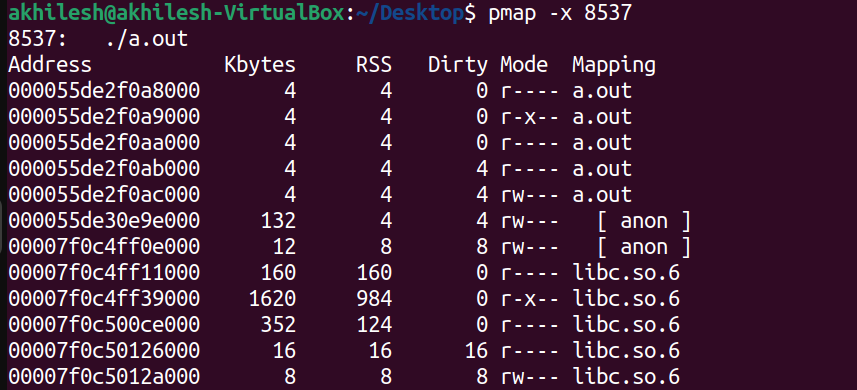 akhilesh@akhilesh-VirtualBox:~/Desktop$ pmap -x 8537
8537:   ./a.out
Address           Kbytes     RSS   Dirty Mode  Mapping
000055de2f0a8000       4       4       0 r---- a.out
000055de2f0a9000       4       4       0 r-x-- a.out
000055de2f0aa000       4       4       0 r---- a.out
000055de2f0ab000       4       4       4 r---- a.out
000055de2f0ac000       4       4       4 rw--- a.out
000055de30e9e000     132       4       4 rw---   [ anon ]
00007f0c4ff0e000      12       8       8 rw---   [ anon ]
00007f0c4ff11000     160     160       0 r---- libc.so.6
00007f0c4ff39000    1620     984       0 r-x-- libc.so.6
00007f0c500ce000     352     124       0 r---- libc.so.6
00007f0c50126000      16      16      16 r---- libc.so.6
00007f0c5012a000       8       8       8 rw--- libc.so.6